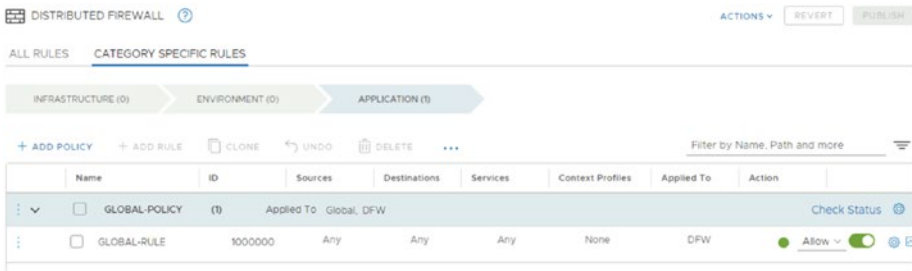 DISTRIBUTED FIREWALL ? ACTIONS REVERT PUBLISH
ALL RULES CATEGORY SPECIFIC RULES
INFRASTRUCTURE (0) ENVIRONMENT (0) APPLICATION (1)
+ ADD POLICY + ADD RULE CLONE UNDO DELETE ... Filter by Name, Path and more
Name ID Sources Destinations Services Context Profiles Applied To Action
GLOBAL-POLICY (1) Applied To Global, DFW Check Status
GLOBAL-RULE 1000000 Any Any Any None DFW Allow